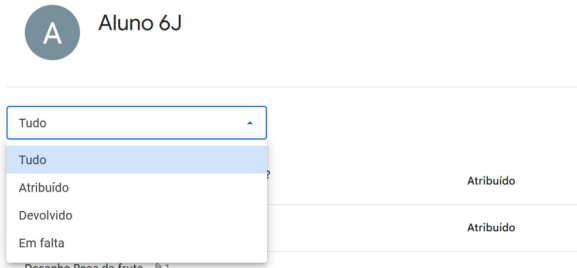 A
Aluno 6J
Tudo
Tudo
Atribuído
Devolvido
Em falta
?
Atribuído
Atribuído